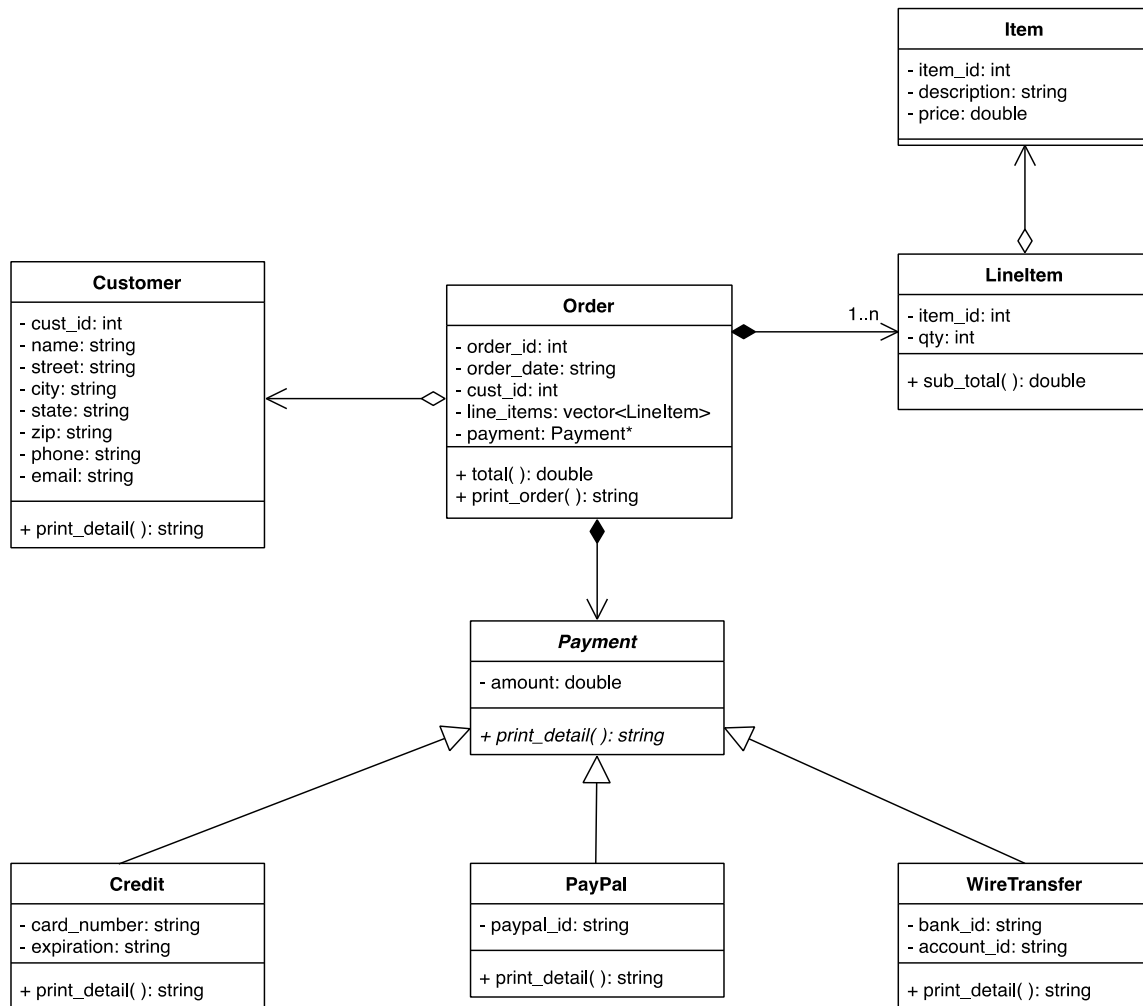 Item
- item_id: int
- description: string
- price: double
Customer
- cust_id: int
- name: string
- street: string
- city: string
- state: string
- zip: string
- phone: string
- email: string
+ print_detail( ): string
Order
- order_id: int
- order_date: string
- cust_id: int
- line_items: vector<LineItem>
- payment: Payment*
+ total( ): double
+ print_order( ): string
1..n
LineItem
- item_id: int
- qty: int
+ sub_total( ): double
Payment
- amount: double
+ print_detail( ): string
Credit
- card_number: string
- expiration: string
+ print_detail( ): string
PayPal
- paypal_id: string
+ print_detail( ): string
WireTransfer
- bank_id: string
- account_id: string
+ print_detail( ): string